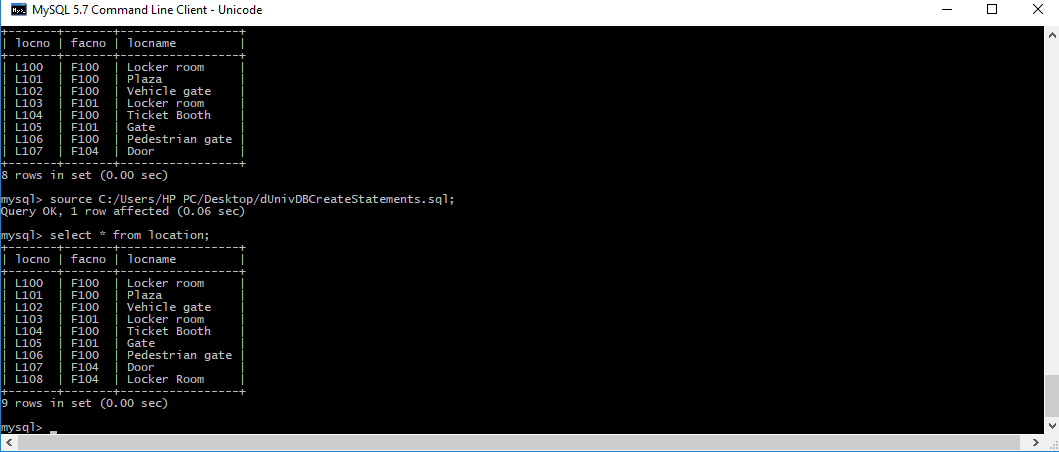 MySQL 5.7 Command Line Client - Unicode
+-------+-------+-----------------+
| locno | facno | locname         |
+-------+-------+-----------------+
| L100  | F100  | Locker room     |
| L101  | F100  | Plaza           |
| L102  | F100  | Vehicle gate    |
| L103  | F101  | Locker room     |
| L104  | F100  | Ticket Booth    |
| L105  | F101  | Gate            |
| L106  | F100  | Pedestrian gate |
| L107  | F104  | Door            |
+-------+-------+-----------------+
8 rows in set (0.00 sec)
mysql> source C:/Users/HP PC/Desktop/dUnivDBCreateStatements.sql;
Query OK, 1 row affected (0.06 sec)
mysql> select * from location;
+-------+-------+-----------------+
| locno | facno | locname         |
+-------+-------+-----------------+
| L100  | F100  | Locker room     |
| L101  | F100  | Plaza           |
| L102  | F100  | Vehicle gate    |
| L103  | F101  | Locker room     |
| L104  | F100  | Ticket Booth    |
| L105  | F101  | Gate            |
| L106  | F100  | Pedestrian gate |
| L107  | F104  | Door            |
| L108  | F104  | Locker Room     |
+-------+-------+-----------------+
9 rows in set (0.00 sec)
mysql> _